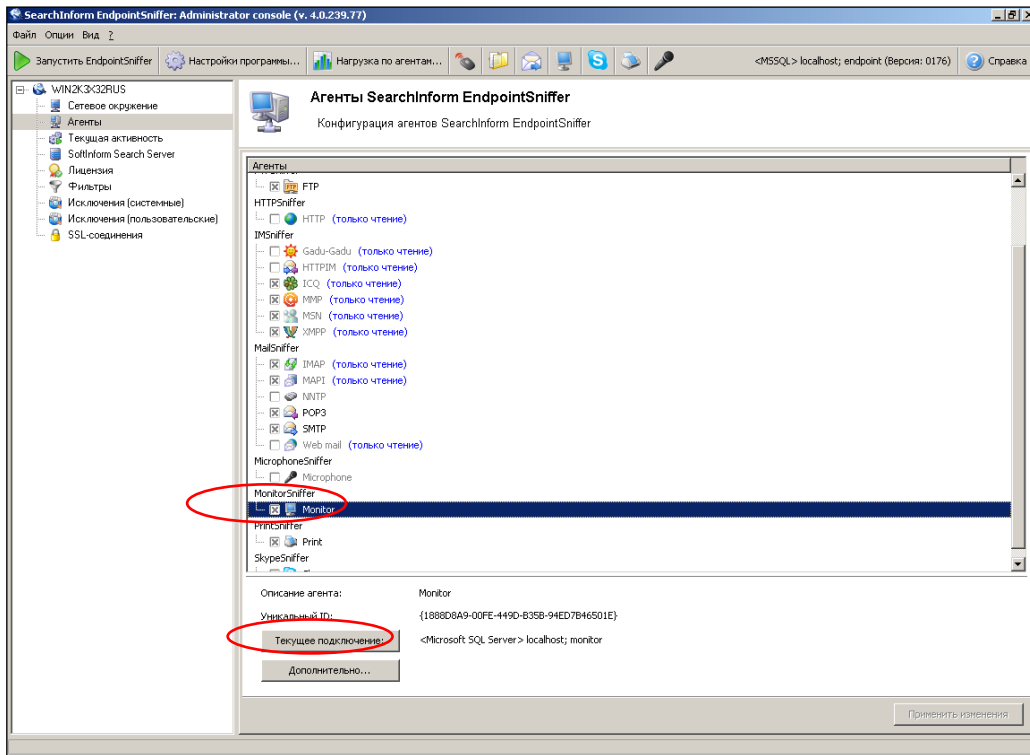 SearchInform EndpointSniffer: Administrator console (v. 4.0.239.77)
Файл Опции Вид ?
Запустить EndpointSniffer Настройки программы... Нагрузка по агентам... <MSSQL> localhost; endpoint (Версия: 0176) Справка
WIN2K3X32RUS
Сетевое окружение
Агенты
Текущая активность
SoftInform Search Server
Лицензия
Фильтры
Исключения (системные)
Исключения (пользовательские)
SSL-соединения
Агенты SearchInform EndpointSniffer
Конфигурация агентов SearchInform EndpointSniffer
Агенты
FTP
HTTPSniffer
HTTP (только чтение)
IMSniffer
Gadu-Gadu (только чтение)
HTTPIM (только чтение)
ICQ (только чтение)
MMP (только чтение)
MSN (только чтение)
XMPP (только чтение)
MailSniffer
IMAP (только чтение)
MAPI (только чтение)
NNTP
POP3
SMTP
Web mail (только чтение)
MicrophoneSniffer
Microphone
MonitorSniffer
Monitor
PrintSniffer
Print
SkypeSniffer
Описание агента: Monitor
Уникальный ID: {1888D8A9-00FE-449D-B35B-94ED7B46501E}
Текущее подключение: <Microsoft SQL Server> localhost; monitor
Дополнительно...
Применить изменения